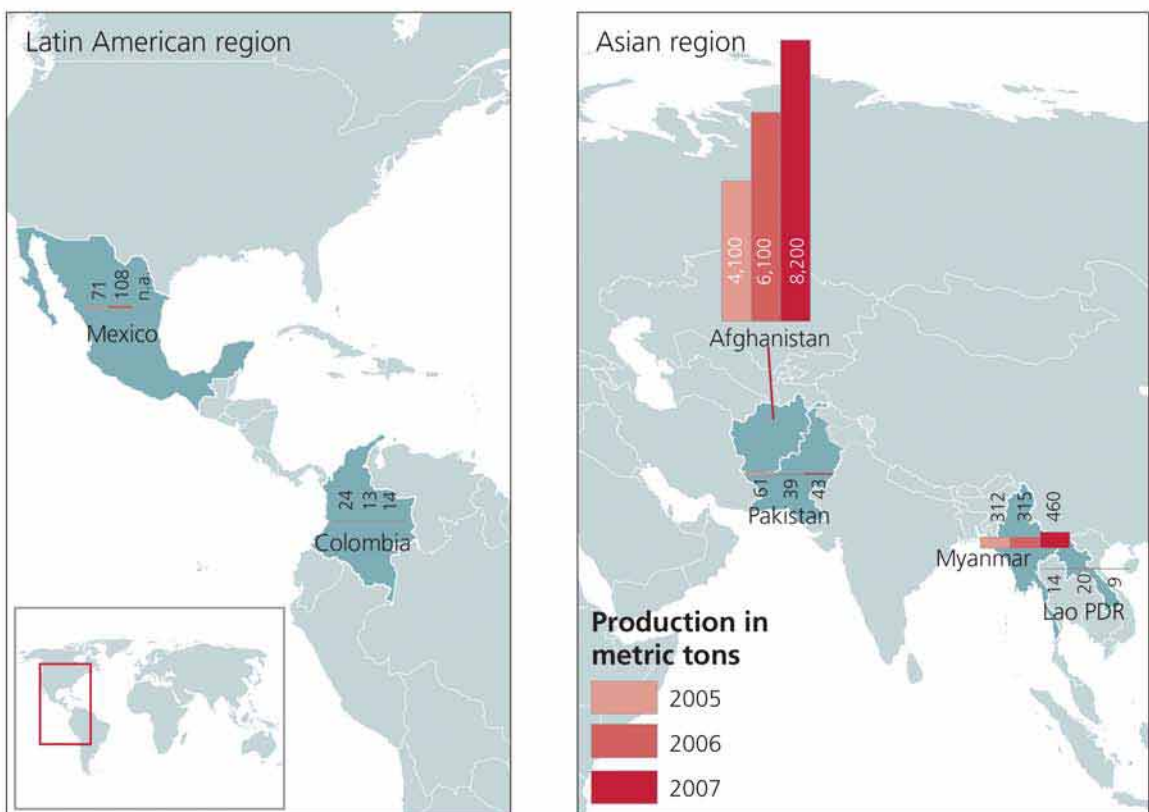 Latin American region
71
108
n.a.
Mexico
24
13
14
Colombia
Asian region
4,100
6,100
8,200
Afghanistan
61
39
43
Pakistan
312
315
460
Myanmar
14
20
9
Lao PDR
Production in
metric tons
2005
2006
2007